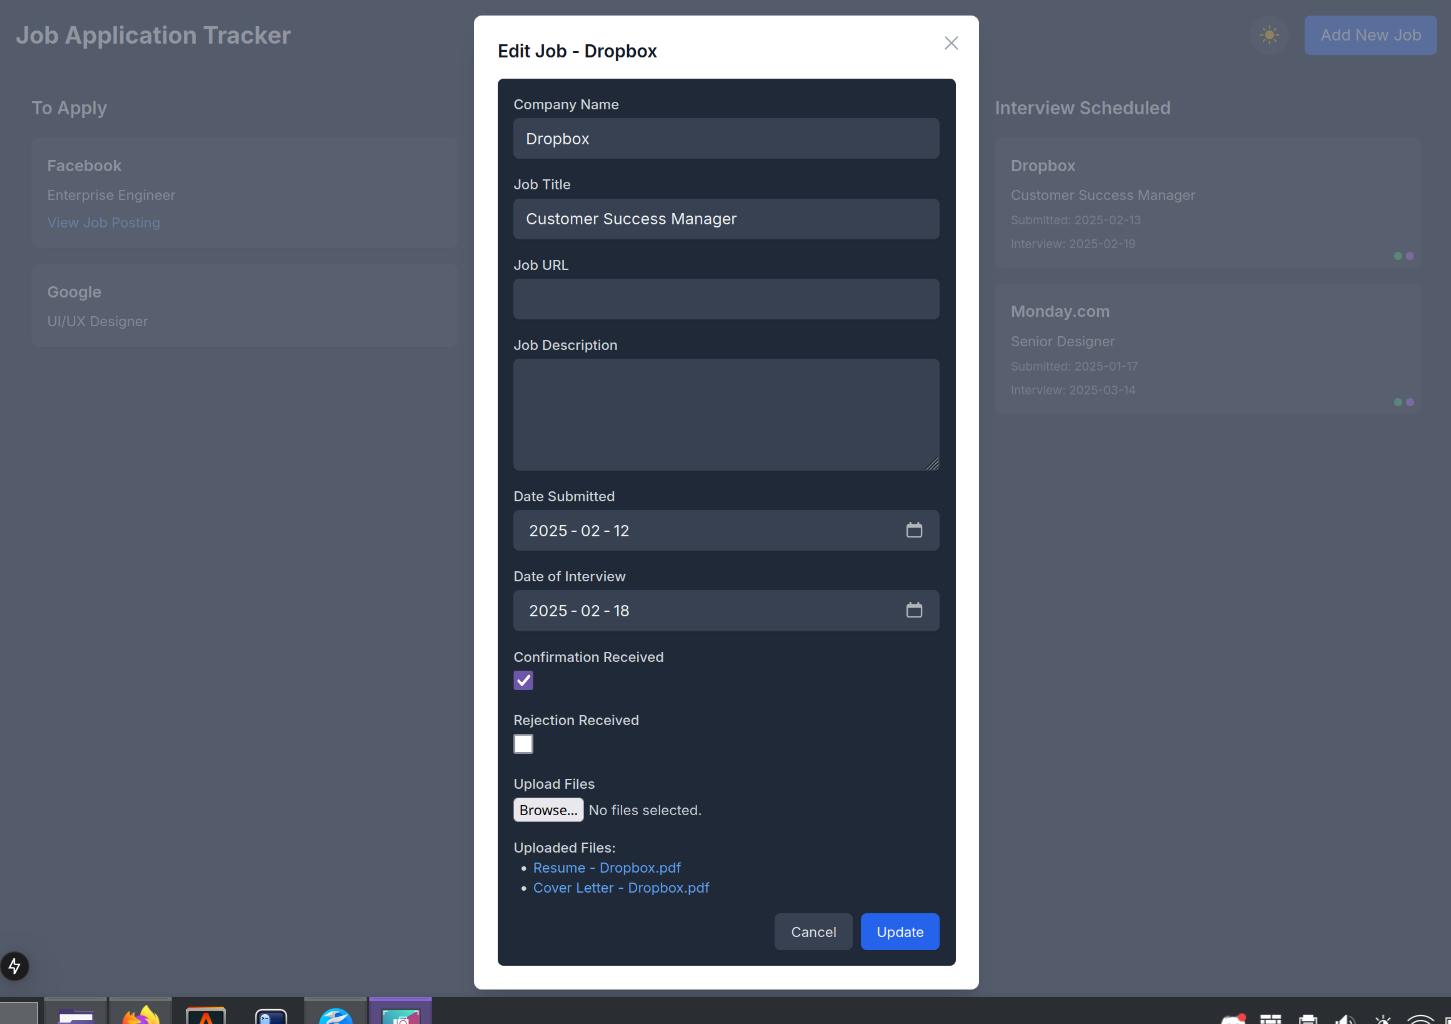 Job Application Tracker
Add New Job
To Apply
Facebook
Enterprise Engineer
View Job Posting
Google
UI/UX Designer
Edit Job - Dropbox
Company Name
Dropbox
Job Title
Customer Success Manager
Job URL
Job Description
Date Submitted
2025-02-12
Date of Interview
2025-02-18
Confirmation Received
Rejection Received
Upload Files
Browse... No files selected.
Uploaded Files:
• Resume - Dropbox.pdf
• Cover Letter - Dropbox.pdf
Cancel
Update
Interview Scheduled
Dropbox
Customer Success Manager
Submitted: 2025-02-13
Interview: 2025-02-19
Monday.com
Senior Designer
Submitted: 2025-01-17
Interview: 2025-03-14